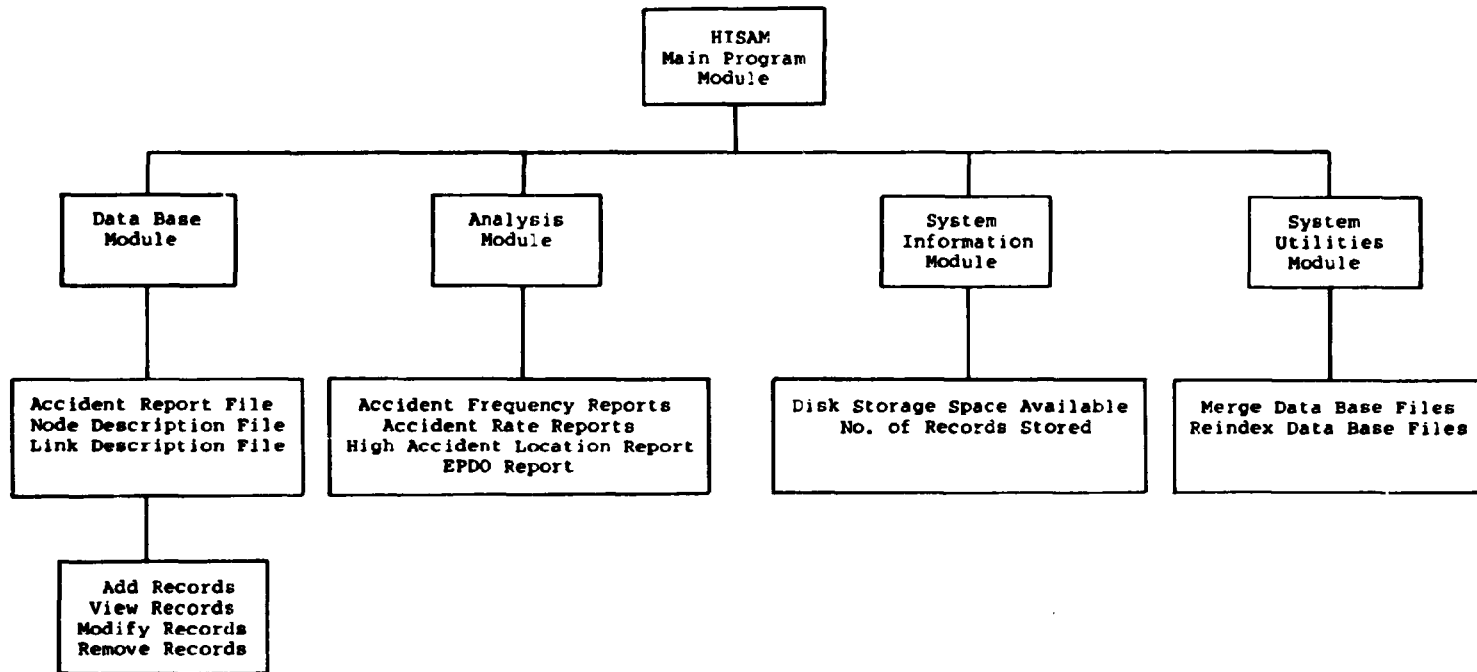 HTSAM
Main Program
Module
Data Base
Module
Analysis
Module
System
Information
Module
System
Utilities
Module
Accident Report File
Node Description File
Link Description File
Accident Frequency Reports
Accident Rate Reports
High Accident Location Report
EPDO Report
Disk Storage Space Available
No. of Records Stored
Merge Data Base Files
Reindex Data Base Files
Add Records
View Records
Modify Records
Remove Records